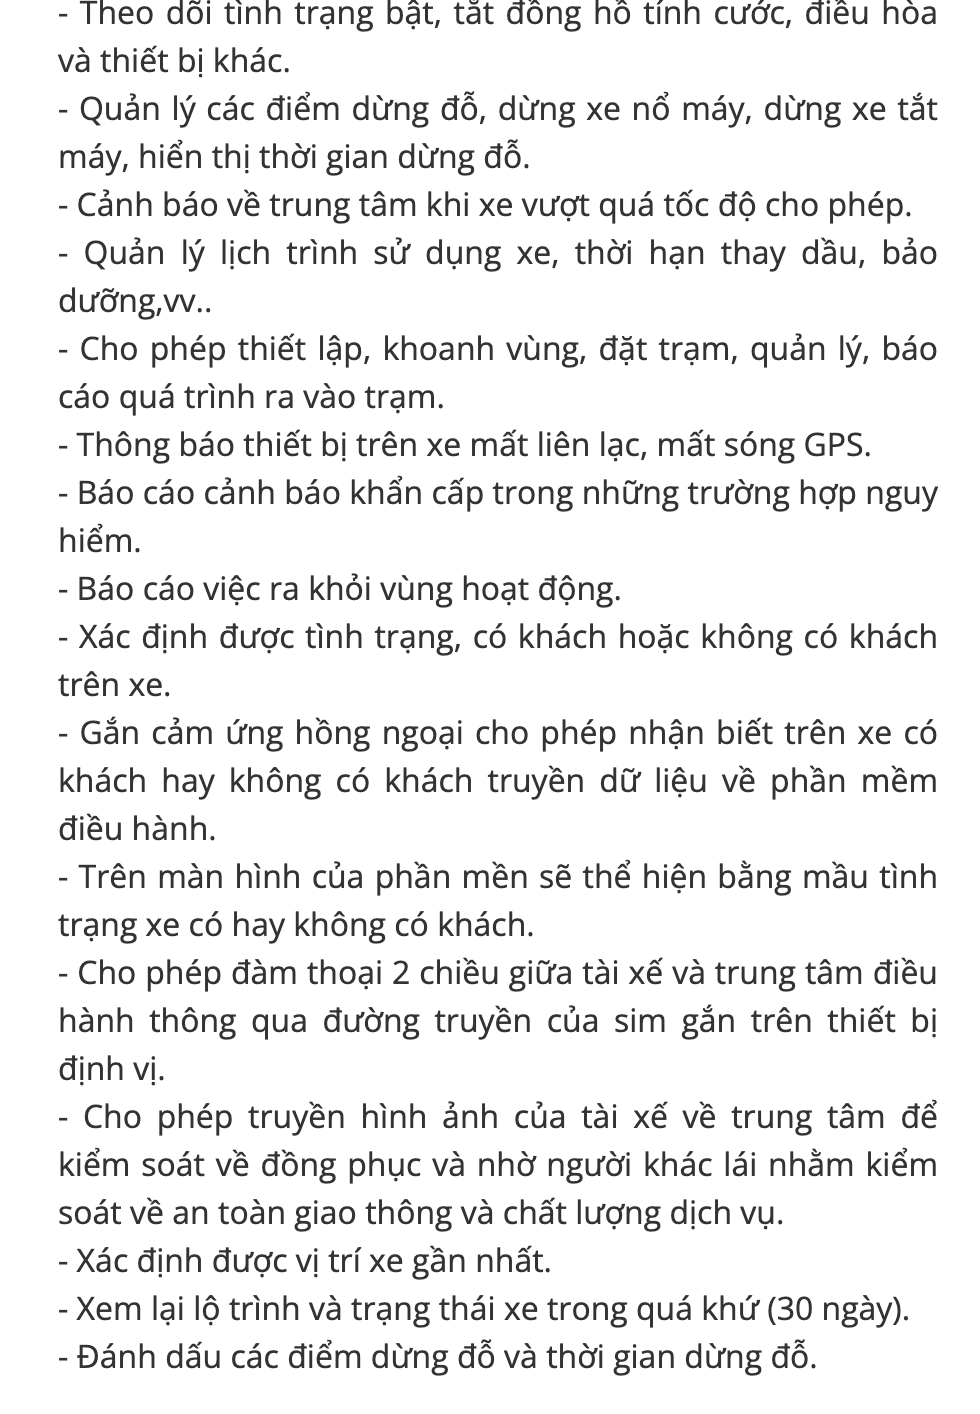 - Theo dõi tình trạng bật, tắt đồng hồ tính cước, điều hòa
và thiết bị khác.
- Quản lý các điểm dừng đỗ, dừng xe nổ máy, dừng xe tắt
máy, hiển thị thời gian dừng đỗ.
- Cảnh báo về trung tâm khi xe vượt quá tốc độ cho phép.
- Quản lý lịch trình sử dụng xe, thời hạn thay dầu, bảo
dưỡng,vv..
- Cho phép thiết lập, khoanh vùng, đặt trạm, quản lý, báo
cáo quá trình ra vào trạm.
- Thông báo thiết bị trên xe mất liên lạc, mất sóng GPS.
- Báo cáo cảnh báo khẩn cấp trong những trường hợp nguy
hiểm.
- Báo cáo việc ra khỏi vùng hoạt động.
- Xác định được tình trạng, có khách hoặc không có khách
trên xe.
- Gắn cảm ứng hồng ngoại cho phép nhận biết trên xe có
khách hay không có khách truyền dữ liệu về phần mềm
điều hành.
- Trên màn hình của phần mền sẽ thể hiện bằng mầu tình
trạng xe có hay không có khách.
- Cho phép đàm thoại 2 chiều giữa tài xế và trung tâm điều
hành thông qua đường truyền của sim gắn trên thiết bị
định vị.
- Cho phép truyền hình ảnh của tài xế về trung tâm để
kiểm soát về đồng phục và nhờ người khác lái nhằm kiểm
soát về an toàn giao thông và chất lượng dịch vụ.
- Xác định được vị trí xe gần nhất.
- Xem lại lộ trình và trạng thái xe trong quá khứ (30 ngày).
- Đánh dấu các điểm dừng đỗ và thời gian dừng đỗ.